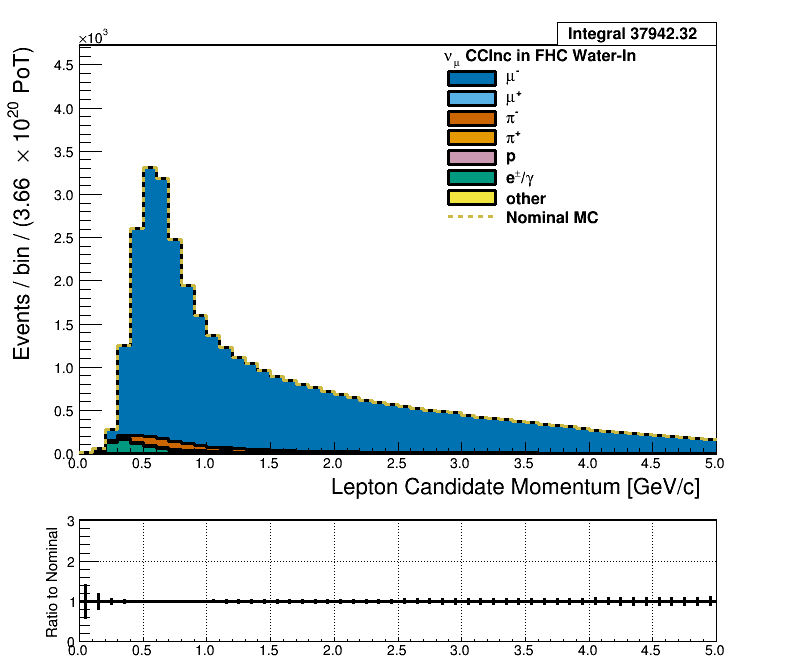 Integral 37942.32
×10³
ν_μ CCInc in FHC Water-In
μ⁻
μ⁺
π⁻
π⁺
p
e^±/γ
other
Nominal MC
Events / bin / (3.66 × 10²⁰ PoT)
4.5
4.0
3.5
3.0
2.5
2.0
1.5
1.0
0.5
0.0
0.0 0.5 1.0 1.5 2.0 2.5 3.0 3.5 4.0 4.5 5.0
Lepton Candidate Momentum [GeV/c]
Ratio to Nominal
3
2
1
0
0.0 0.5 1.0 1.5 2.0 2.5 3.0 3.5 4.0 4.5 5.0